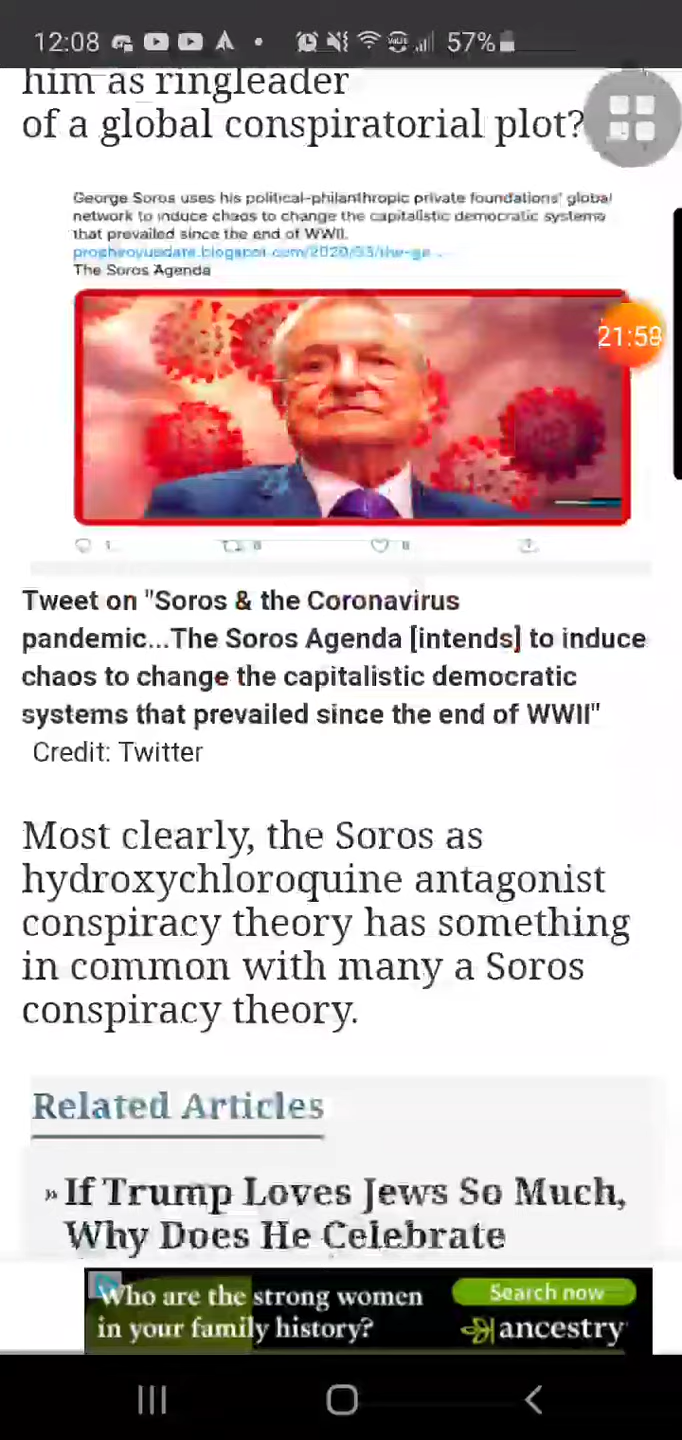 12:08
57%
him as ringleader
of a global conspiratorial plot?
George Soros uses his political-philanthropic private foundations' global
network to induce chaos to change the capitalistic democratic systems
that prevailed since the end of WWII.
The Soros Agenda
21:59
Tweet on "Soros & the Coronavirus
pandemic...The Soros Agenda [intends] to induce
chaos to change the capitalistic democratic
systems that prevailed since the end of WWII"
Credit: Twitter
Most clearly, the Soros as
hydroxychloroquine antagonist
conspiracy theory has something
in common with many a Soros
conspiracy theory.
Related Articles
» If Trump Loves Jews So Much,
Why Does He Celebrate
Who are the strong women
in your family history?
Search now
ancestry